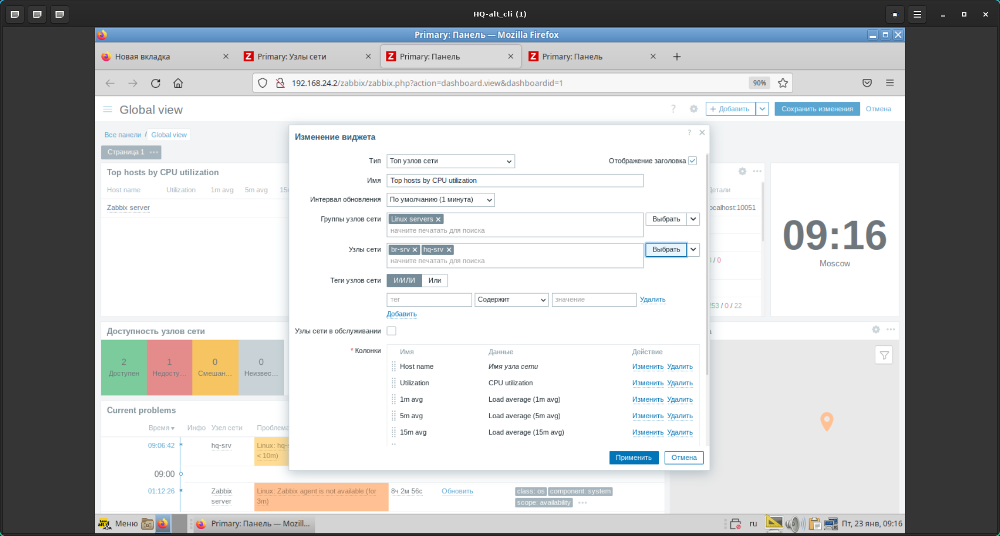 HQ-alt_cli (1)
Primary: Панель — Mozilla Firefox
Новая вкладка
Primary: Узлы сети
Primary: Панель
Primary: Панель
192.168.24.2/zabbix/zabbix.php?action=dashboard.view&dashboardid=1
90%
Global view
+ Добавить
Сохранить изменения
Отмена
Все панели / Global view
Страница 1
Top hosts by CPU utilization
Host name Utilization 1m avg 5m avg
Zabbix server
Изменение виджета
Тип Топ узлов сети Отображение заголовка
Имя Top hosts by CPU utilization
Интервал обновления По умолчанию (1 минута)
Группы узлов сети Linux servers Выбрать
начните печатать для поиска
Узлы сети br-srv hq-srv Выбрать
начните печатать для поиска
Теги узлов сети И/ИЛИ Или
тег Содержит значение Удалить
Добавить
Узлы сети в обслуживании
* Колонки Имя Данные Действие
Host name Имя узла сети Изменить Удалить
Utilization CPU utilization Изменить Удалить
1m avg Load average (1m avg) Изменить Удалить
5m avg Load average (5m avg) Изменить Удалить
15m avg Load average (15m avg) Изменить Удалить
Применить Отмена
Детали
ocalhost:10051
/ 0
253 / 0 / 22
09:16
Moscow
Доступность узлов сети
2 1 0 0
Доступен Недосту... Смешан... Неизвес...
Current problems
Время Инфо Узел сети Проблема
09:06:42 hq-srv Linux: hq-s
< 10m)
09:00
01:12:26 Zabbix server Linux: Zabbix agent is not available (for 3m) 8ч 2м 56с Обновить class: os component: system
scope: availability
Меню
Primary: Панель — Mozill...
ru
Пт, 23 янв, 09:16